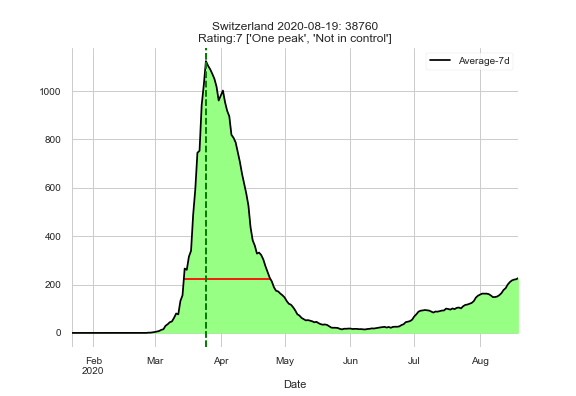 Switzerland 2020-08-19: 38760
Rating:7 ['One peak', 'Not in control']
Average-7d
1000
800
600
400
200
0
Feb Mar Apr May Jun Jul Aug
2020
Date